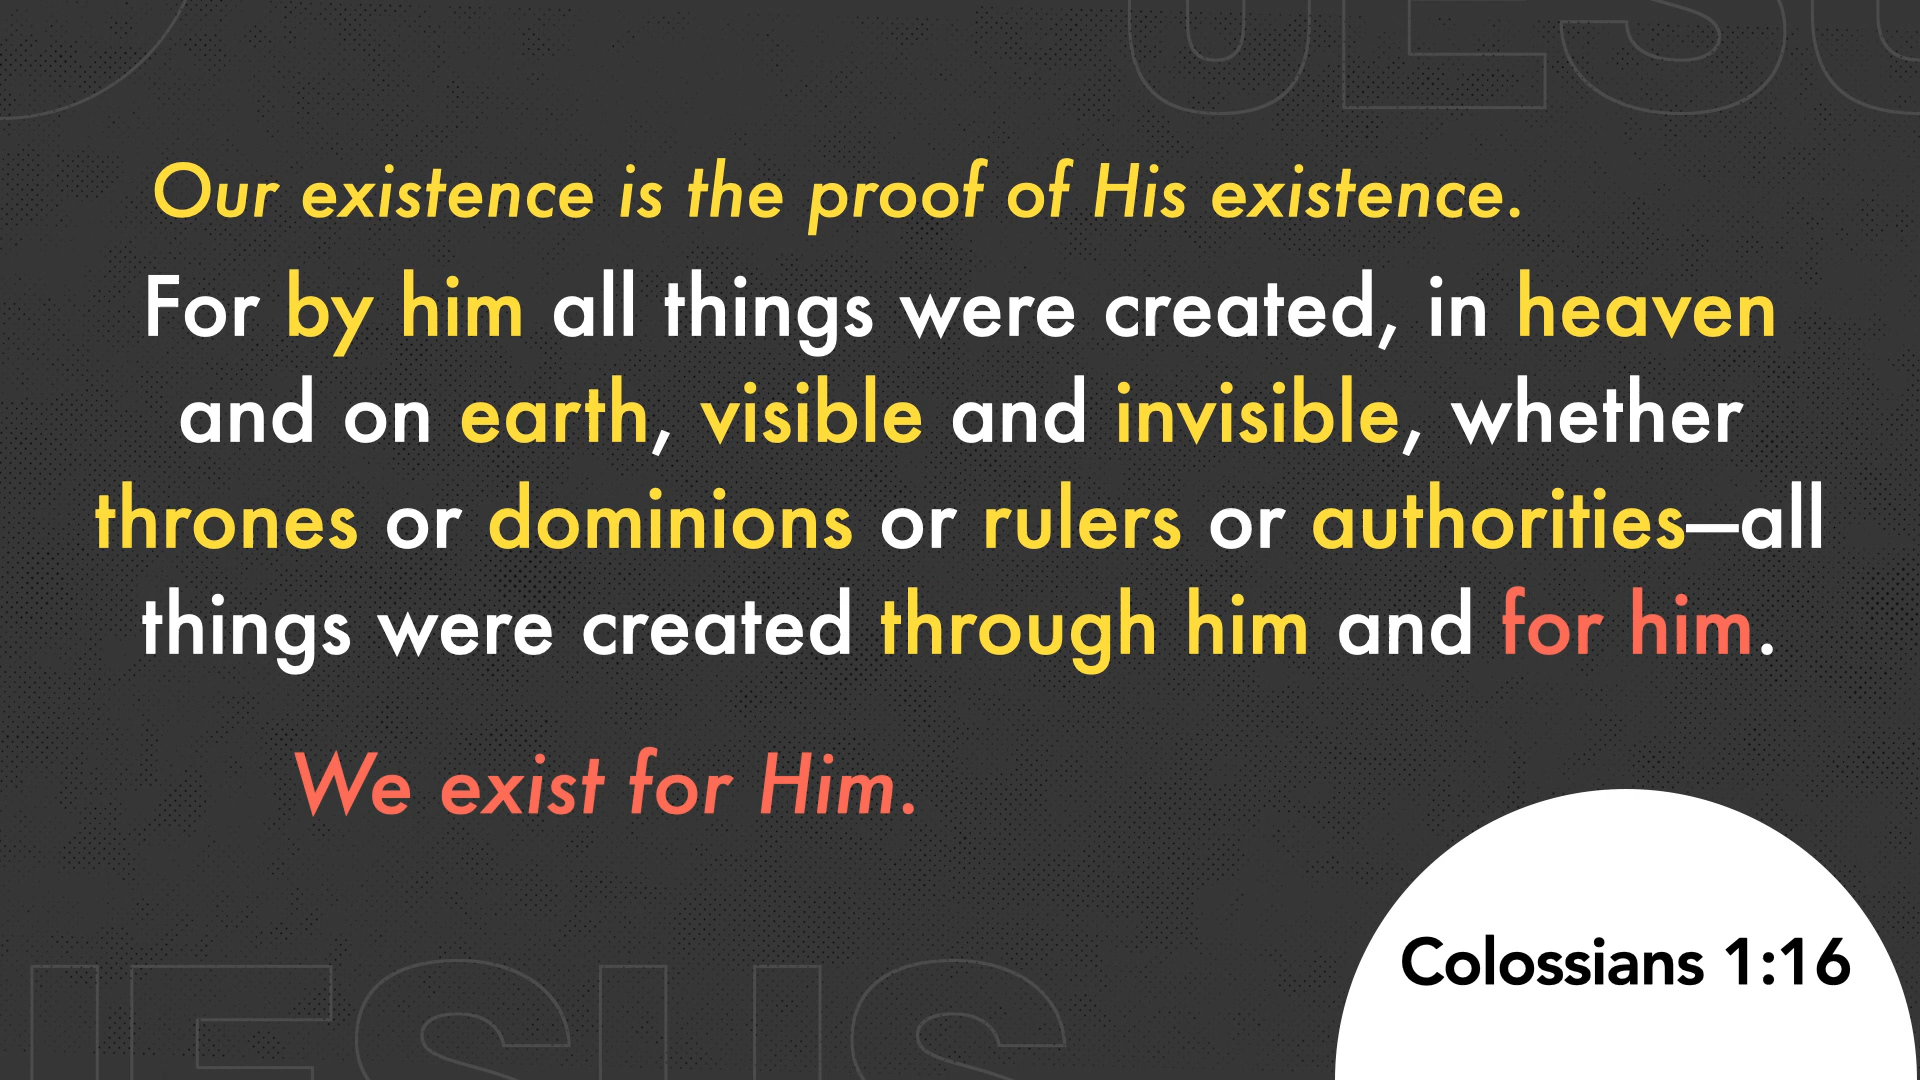 JESUS
Our existence is the proof of His existence.
For by him all things were created, in heaven
and on earth, visible and invisible, whether
thrones or dominions or rulers or authorities—all
things were created through him and for him.
We exist for Him.
Colossians 1:16
JESUS